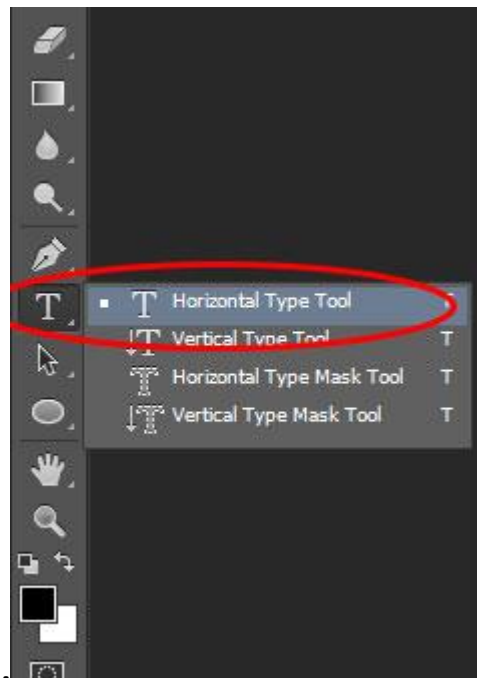 Horizontal Type Tool T
Vertical Type Tool T
Horizontal Type Mask Tool T
Vertical Type Mask Tool T